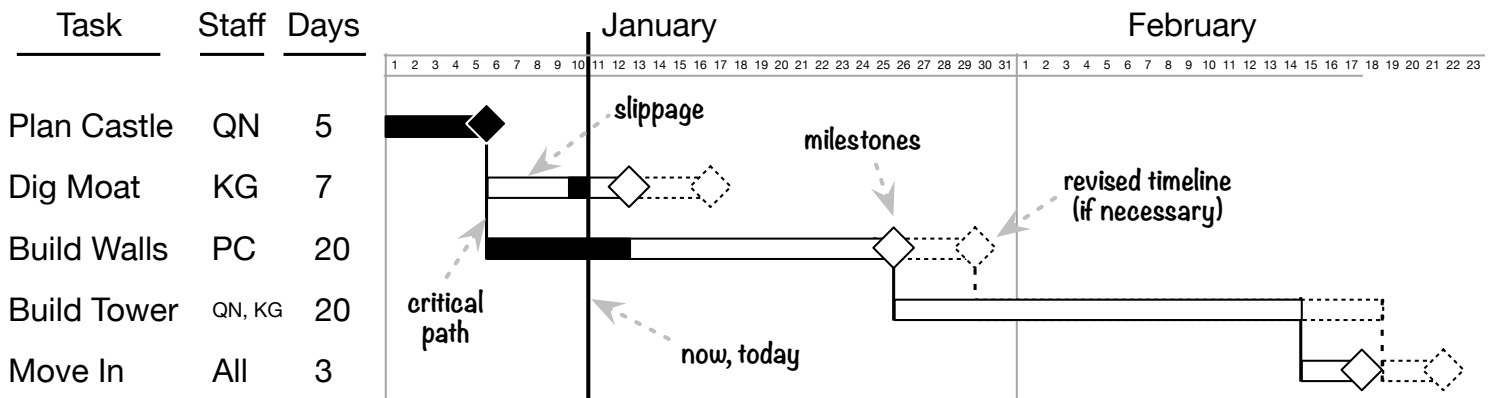 Task Staff Days January February
1 2 3 4 5 6 7 8 9 10 11 12 13 14 15 16 17 18 19 20 21 22 23 24 25 26 27 28 29 30 31 1 2 3 4 5 6 7 8 9 10 11 12 13 14 15 16 17 18 19 20 21 22 23
slippage
Plan Castle QN 5
milestones
Dig Moat KG 7
revised timeline
(if necessary)
Build Walls PC 20
critical
path
Build Tower QN, KG 20
now, today
Move In All 3